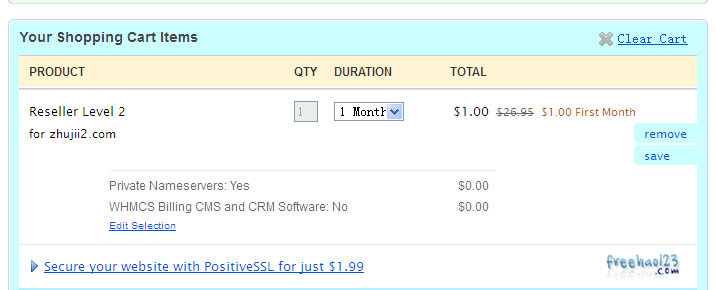 Your Shopping Cart Items
Clear Cart
PRODUCT QTY DURATION TOTAL
Reseller Level 2 1 1 Month $1.00 $26.95 $1.00 First Month
for zhujii2.com
remove
save
Private Nameservers: Yes $0.00
WHMCS Billing CMS and CRM Software: No $0.00
Edit Selection
Secure your website with PositiveSSL for just $1.99
freehao123
.com